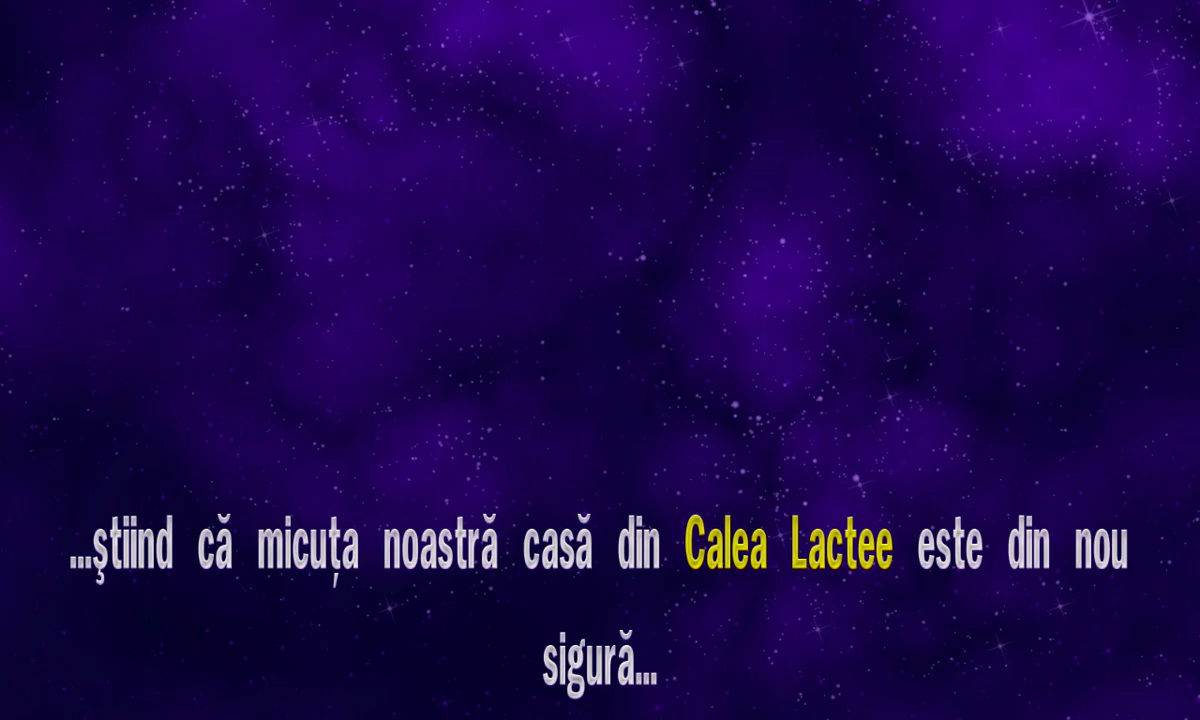 ...ştiind că micuța noastră casă din Calea Lactee este din nou
sigură...